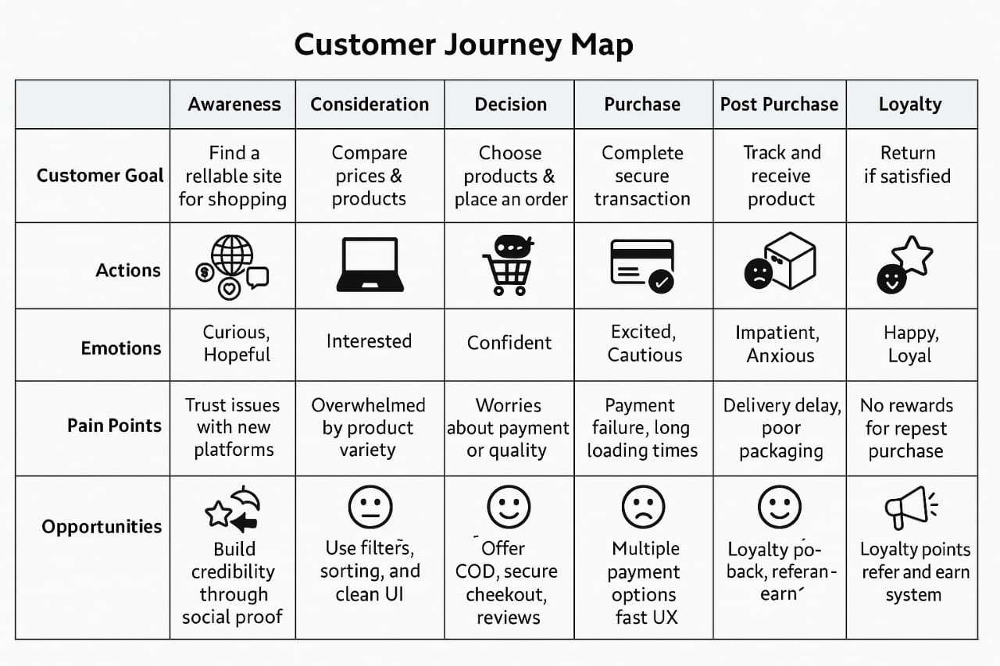 Customer Journey Map
Awareness
Consideration
Decision
Purchase
Post Purchase
Loyalty
Customer Goal
Find a
rellable site
for shopping
Compare
prices &
products
Choose
products &
place an order
Complete
secure
transaction
Track and
receive
product
Return
if satisfied
Actions
$
Emotions
Curious,
Hopeful
Interested
Confident
Excited,
Cautious
Impatient,
Anxious
Happy,
Loyal
Pain Points
Trust issues
with new
platforms
Overwhelmed
by product
variety
Worries
about payment
or quality
Payment
failure, long
loading times
Delivery delay,
poor
packaging
No rewards
for repest
purchase
Opportunities
Build
credibility
through
social proof
Use filters,
sorting, and
clean UI
Offer
COD, secure
cheekout,
reviews
Multiple
payment
options
fast UX
Loyalty po-
back, referan-
earn
Loyalty points
refer and earn
system